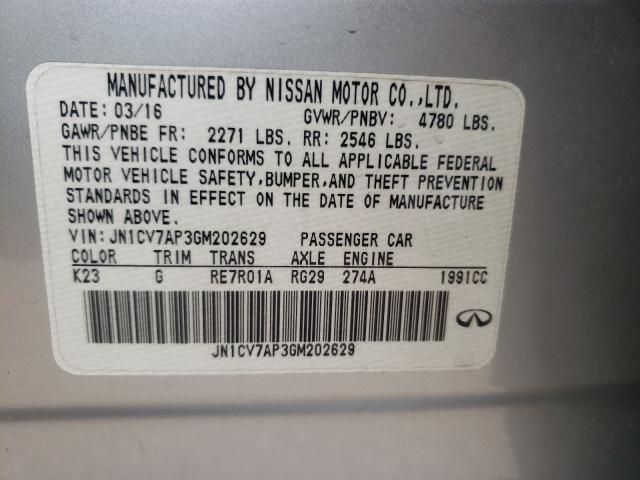 MANUFACTURED BY NISSAN MOTOR CO.,LTD.
DATE: 03/16 GVWR/PNBV: 4780 LBS.
GAWR/PNBE FR: 2271 LBS. RR: 2546 LBS.
THIS VEHICLE CONFORMS TO ALL APPLICABLE FEDERAL
MOTOR VEHICLE SAFETY,BUMPER,AND THEFT PREVENTION
STANDARDS IN EFFECT ON THE DATE OF MANUFACTURE
SHOWN ABOVE.
VIN:JN1CV7AP3GM202629 PASSENGER CAR
COLOR TRIM TRANS AXLE ENGINE
K23 G RE7R01A RG29 274A 1991CC
JN1CV7AP3GM202629